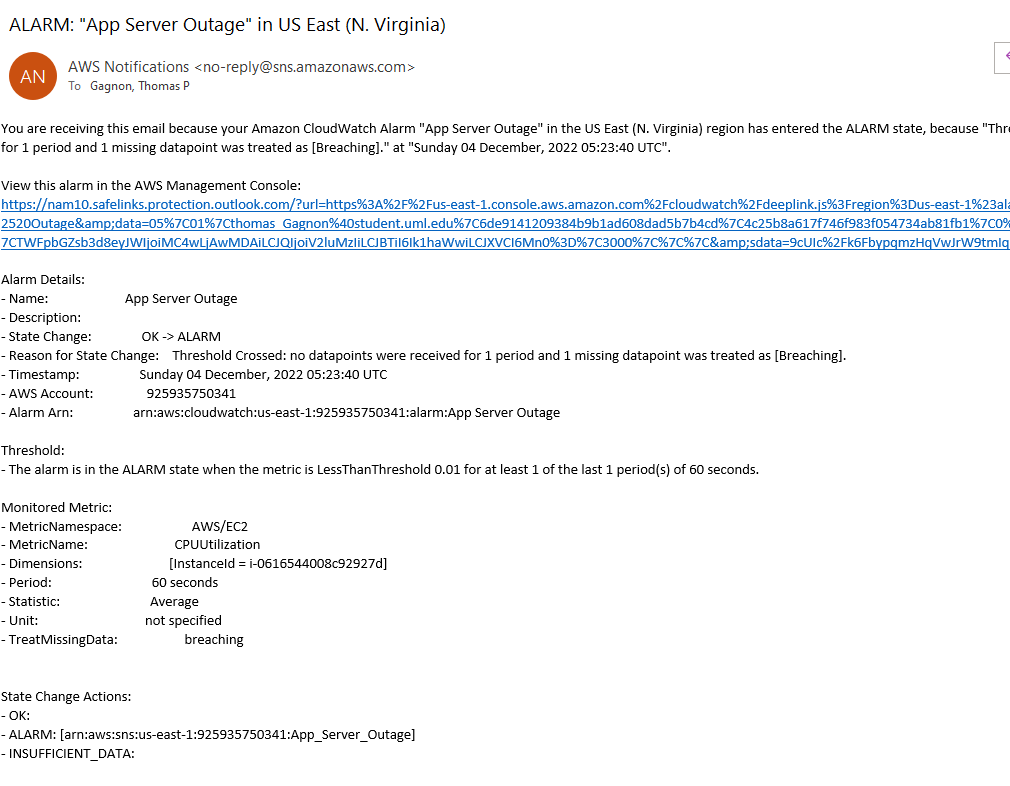 ALARM: "App Server Outage" in US East (N. Virginia)
AN
AWS Notifications <no-reply@sns.amazonaws.com>
To Gagnon, Thomas P
You are receiving this email because your Amazon CloudWatch Alarm "App Server Outage" in the US East (N. Virginia) region has entered the ALARM state, because "Thre
for 1 period and 1 missing datapoint was treated as [Breaching]." at "Sunday 04 December, 2022 05:23:40 UTC".
View this alarm in the AWS Management Console:
https://nam10.safelinks.protection.outlook.com/?url=https%3A%2F%2Fus-east-1.console.aws.amazon.com%2Fcloudwatch%2Fdeeplink.js%3Fregion%3Dus-east-1%23ala
2520Outage&amp;data=05%7C01%7Cthomas_Gagnon%40student.uml.edu%7C6de9141209384b9b1ad608dad5b7b4cd%7C4c25b8a617f746f983f054734ab81fb1%7C0%
7CTWFpbGZsb3d8eyJWIjoiMC4wLjAwMDAiLCJQIjoiV2luMzIiLCJBTiI6Ik1haWwiLCJXVCI6Mn0%3D%7C3000%7C%7C%7C&amp;sdata=9cUIc%2Fk6FbypqmzHqVwJrW9tmIq
Alarm Details:
- Name: App Server Outage
- Description:
- State Change: OK -> ALARM
- Reason for State Change: Threshold Crossed: no datapoints were received for 1 period and 1 missing datapoint was treated as [Breaching].
- Timestamp: Sunday 04 December, 2022 05:23:40 UTC
- AWS Account: 925935750341
- Alarm Arn: arn:aws:cloudwatch:us-east-1:925935750341:alarm:App Server Outage
Threshold:
- The alarm is in the ALARM state when the metric is LessThanThreshold 0.01 for at least 1 of the last 1 period(s) of 60 seconds.
Monitored Metric:
- MetricNamespace: AWS/EC2
- MetricName: CPUUtilization
- Dimensions: [InstanceId = i-0616544008c92927d]
- Period: 60 seconds
- Statistic: Average
- Unit: not specified
- TreatMissingData: breaching
State Change Actions:
- OK:
- ALARM: [arn:aws:sns:us-east-1:925935750341:App_Server_Outage]
- INSUFFICIENT_DATA: